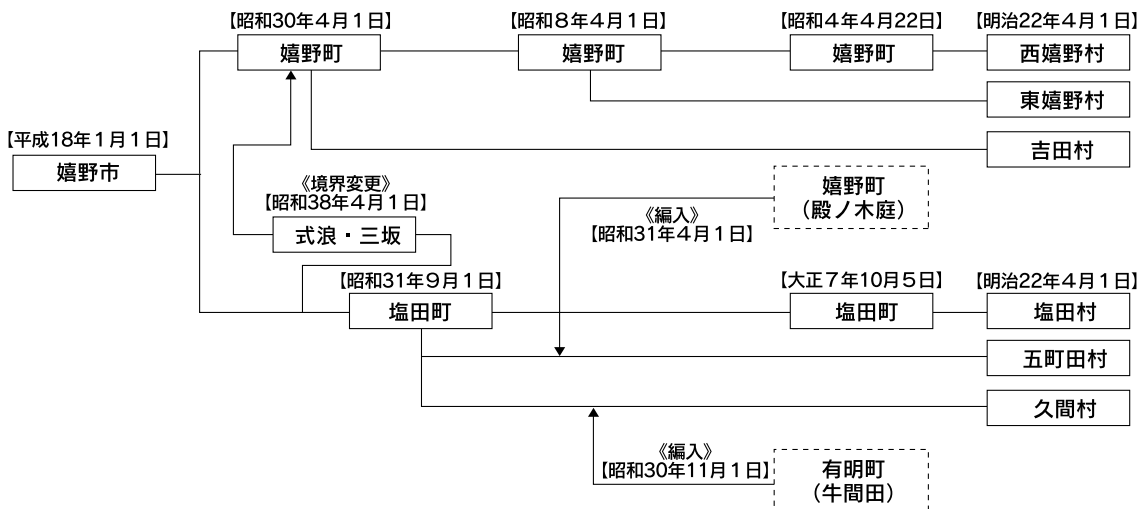 【昭和30年4月1日】
【昭和8年4月1日】
【昭和4年4月22日】
【明治22年4月1日】
嬉野町
嬉野町
嬉野町
西嬉野村
東嬉野村
吉田村
【平成18年1月1日】
嬉野市
《境界変更》
【昭和38年4月1日】
式浪・三坂
嬉野町
（殿ノ木庭）
《編入》
【昭和31年4月1日】
【昭和31年9月1日】
【大正7年10月5日】
【明治22年4月1日】
塩田町
塩田町
塩田村
五町田村
久間村
《編入》
【昭和30年11月1日】
有明町
（牛間田）